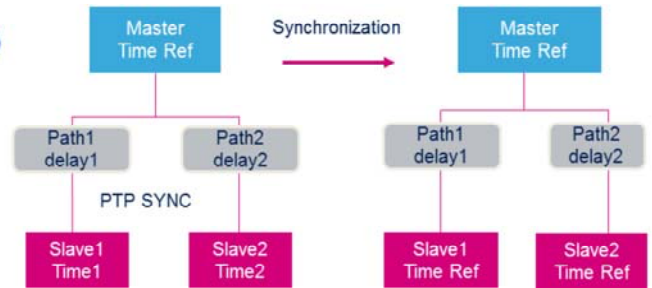 Master
Time Ref
Synchronization
Master
Time Ref
Path1
delay1
Path2
delay2
Path1
delay1
Path2
delay2
PTP SYNC
Slave1
Time1
Slave2
Time2
Slave1
Time Ref
Slave2
Time Ref